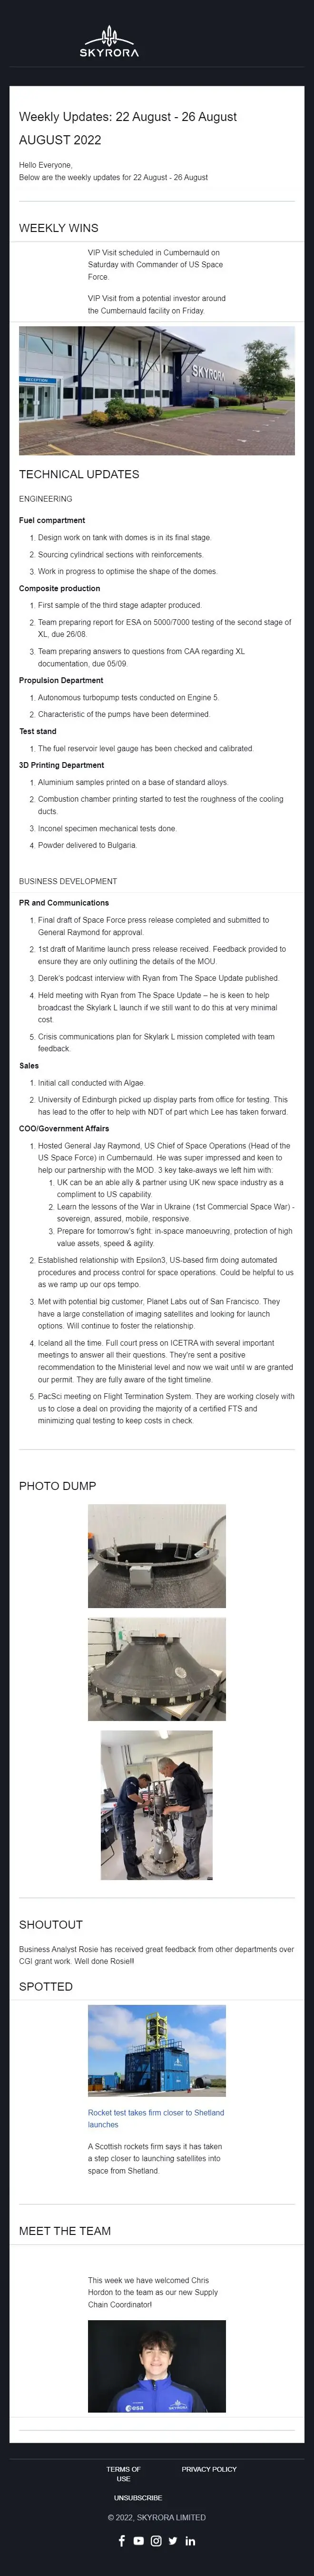 SKYRORA
Weekly Updates: 22 August - 26 August
AUGUST 2022
Hello Everyone,
Below are the weekly updates for 22 August - 26 August
WEEKLY WINS
VIP Visit scheduled in Cumbernauld on
Saturday with Commander of US Space
Force.
VIP Visit from a potential investor around
the Cumbernauld facility on Friday.
RECEPTION
SKYRORA
TECHNICAL UPDATES
ENGINEERING
Fuel compartment
1. Design work on tank with domes is in its final stage.
2. Sourcing cylindrical sections with reinforcements.
3. Work in progress to optimise the shape of the domes.
Composite production
1. First sample of the third stage adapter produced.
2. Team preparing report for ESA on 5000/7000 testing of the second stage of
XL, due 26/08.
3. Team preparing answers to questions from CAA regarding XL
documentation, due 05/09.
Propulsion Department
1. Autonomous turbopump tests conducted on Engine 5.
2. Characteristic of the pumps have been determined.
Test stand
1. The fuel reservoir level gauge has been checked and calibrated.
3D Printing Department
1. Aluminium samples printed on a base of standard alloys.
2. Combustion chamber printing started to test the roughness of the cooling
ducts.
3. Inconel specimen mechanical tests done.
4. Powder delivered to Bulgaria.
BUSINESS DEVELOPMENT
PR and Communications
1. Final draft of Space Force press release completed and submitted to
General Raymond for approval.
2. 1st draft of Maritime launch press release received. Feedback provided to
ensure they are only outlining the details of the MOU.
3. Derek's podcast interview with Ryan from The Space Update published.
4. Held meeting with Ryan from The Space Update – he is keen to help
broadcast the Skylark L launch if we still want to do this at very minimal
cost.
5. Crisis communications plan for Skylark L mission completed with team
feedback.
Sales
1. Initial call conducted with Algae.
2. University of Edinburgh picked up display parts from office for testing. This
has lead to the offer to help with NDT of part which Lee has taken forward.
COO/Government Affairs
1. Hosted General Jay Raymond, US Chief of Space Operations (Head of the
US Space Force) in Cumbernauld. He was super impressed and keen to
help our partnership with the MOD. 3 key take-aways we left him with:
1. UK can be an able ally & partner using UK new space industry as a
compliment to US capability.
2. Learn the lessons of the War in Ukraine (1st Commercial Space War) -
sovereign, assured, mobile, responsive.
3. Prepare for tomorrow's fight: in-space manoeuvring, protection of high
value assets, speed & agility.
2. Established relationship with Epsilon3, US-based firm doing automated
procedures and process control for space operations. Could be helpful to us
as we ramp up our ops tempo.
3. Met with potential big customer, Planet Labs out of San Francisco. They
have a large constellation of imaging satellites and looking for launch
options. Will continue to foster the relationship.
4. Iceland all the time. Full court press on ICETRA with several important
meetings to answer all their questions. They're sent a positive
recommendation to the Ministerial level and now we wait until w are granted
our permit. They are fully aware of the tight timeline.
5. PacSci meeting on Flight Termination System. They are working closely with
us to close a deal on providing the majority of a certified FTS and
minimizing qual testing to keep costs in check.
PHOTO DUMP
SHOUTOUT
Business Analyst Rosie has received great feedback from other departments over
CGI grant work. Well done Rosie!!!
SPOTTED
Rocket test takes firm closer to Shetland
launches
A Scottish rockets firm says it has taken
a step closer to launching satellites into
space from Shetland.
MEET THE TEAM
This week we have welcomed Chris
Hordon to the team as our new Supply
Chain Coordinator!
esa
SKYRORA
TERMS OF
USE
PRIVACY POLICY
UNSUBSCRIBE
© 2022, SKYRORA LIMITED